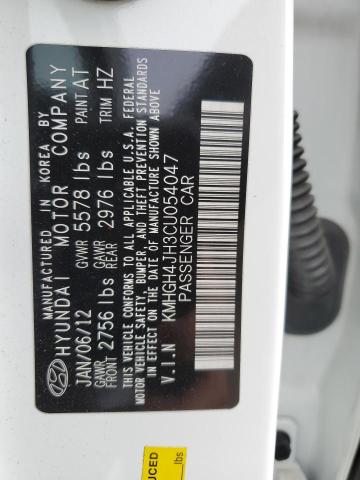 MANUFACTURED IN KOREA BY
HYUNDAI MOTOR COMPANY
JAN/06/12 GVWR 5578 lbs PAINT AT
GAWR FRONT 2756 lbs GAWR REAR 2976 lbs TRIM HZ
THIS VEHICLE CONFORMS TO ALL APPLICABLE U.S.A. FEDERAL
MOTOR VEHICLE SAFETY, BUMPER, AND THEFT PREVENTION STANDARDS
IN EFFECT ON THE DATE OF MANUFACTURE SHOWN ABOVE
V.I.N KMHGH4JH3CU054047
PASSENGER CAR
UCED
lbs